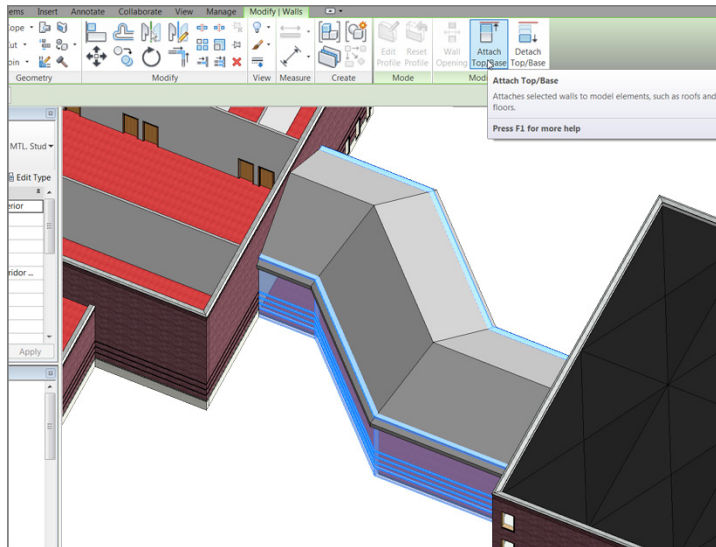 ems Insert Annotate Collaborate View Manage Modify | Walls
ope
ut
oin
Edit Profile
Reset Profile
Wall Opening
Attach Top/Base
Detach Top/Base
Geometry Modify View Measure Create Mode Modi
Attach Top/Base
Attaches selected walls to model elements, such as roofs and
floors.
Press F1 for more help
MTL. Stud
Edit Type
erior
ridor ...
Apply